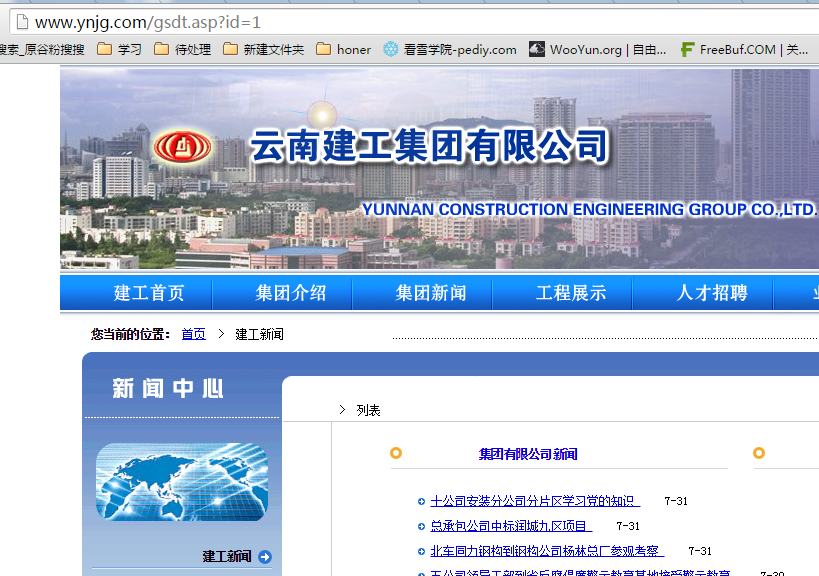 www.ynjg.com/gsdt.asp?id=1
搜索_原谷粉搜搜 学习 待处理 新建文件夹 honer 看雪学院-pediy.com WooYun.org | 自由... FreeBuf.COM | 关...
云南建工集团有限公司
YUNNAN CONSTRUCTION ENGINEERING GROUP CO.,LTD.
建工首页 集团介绍 集团新闻 工程展示 人才招聘
您当前的位置： 首页 > 建工新闻
新闻中心
> 列表
集团有限公司新闻
十公司安装分公司分片区学习党的知识 7-31
总承包公司中标润城九区项目 7-31
北车同力钢构到钢构公司杨林总厂参观考察 7-31
建工新闻